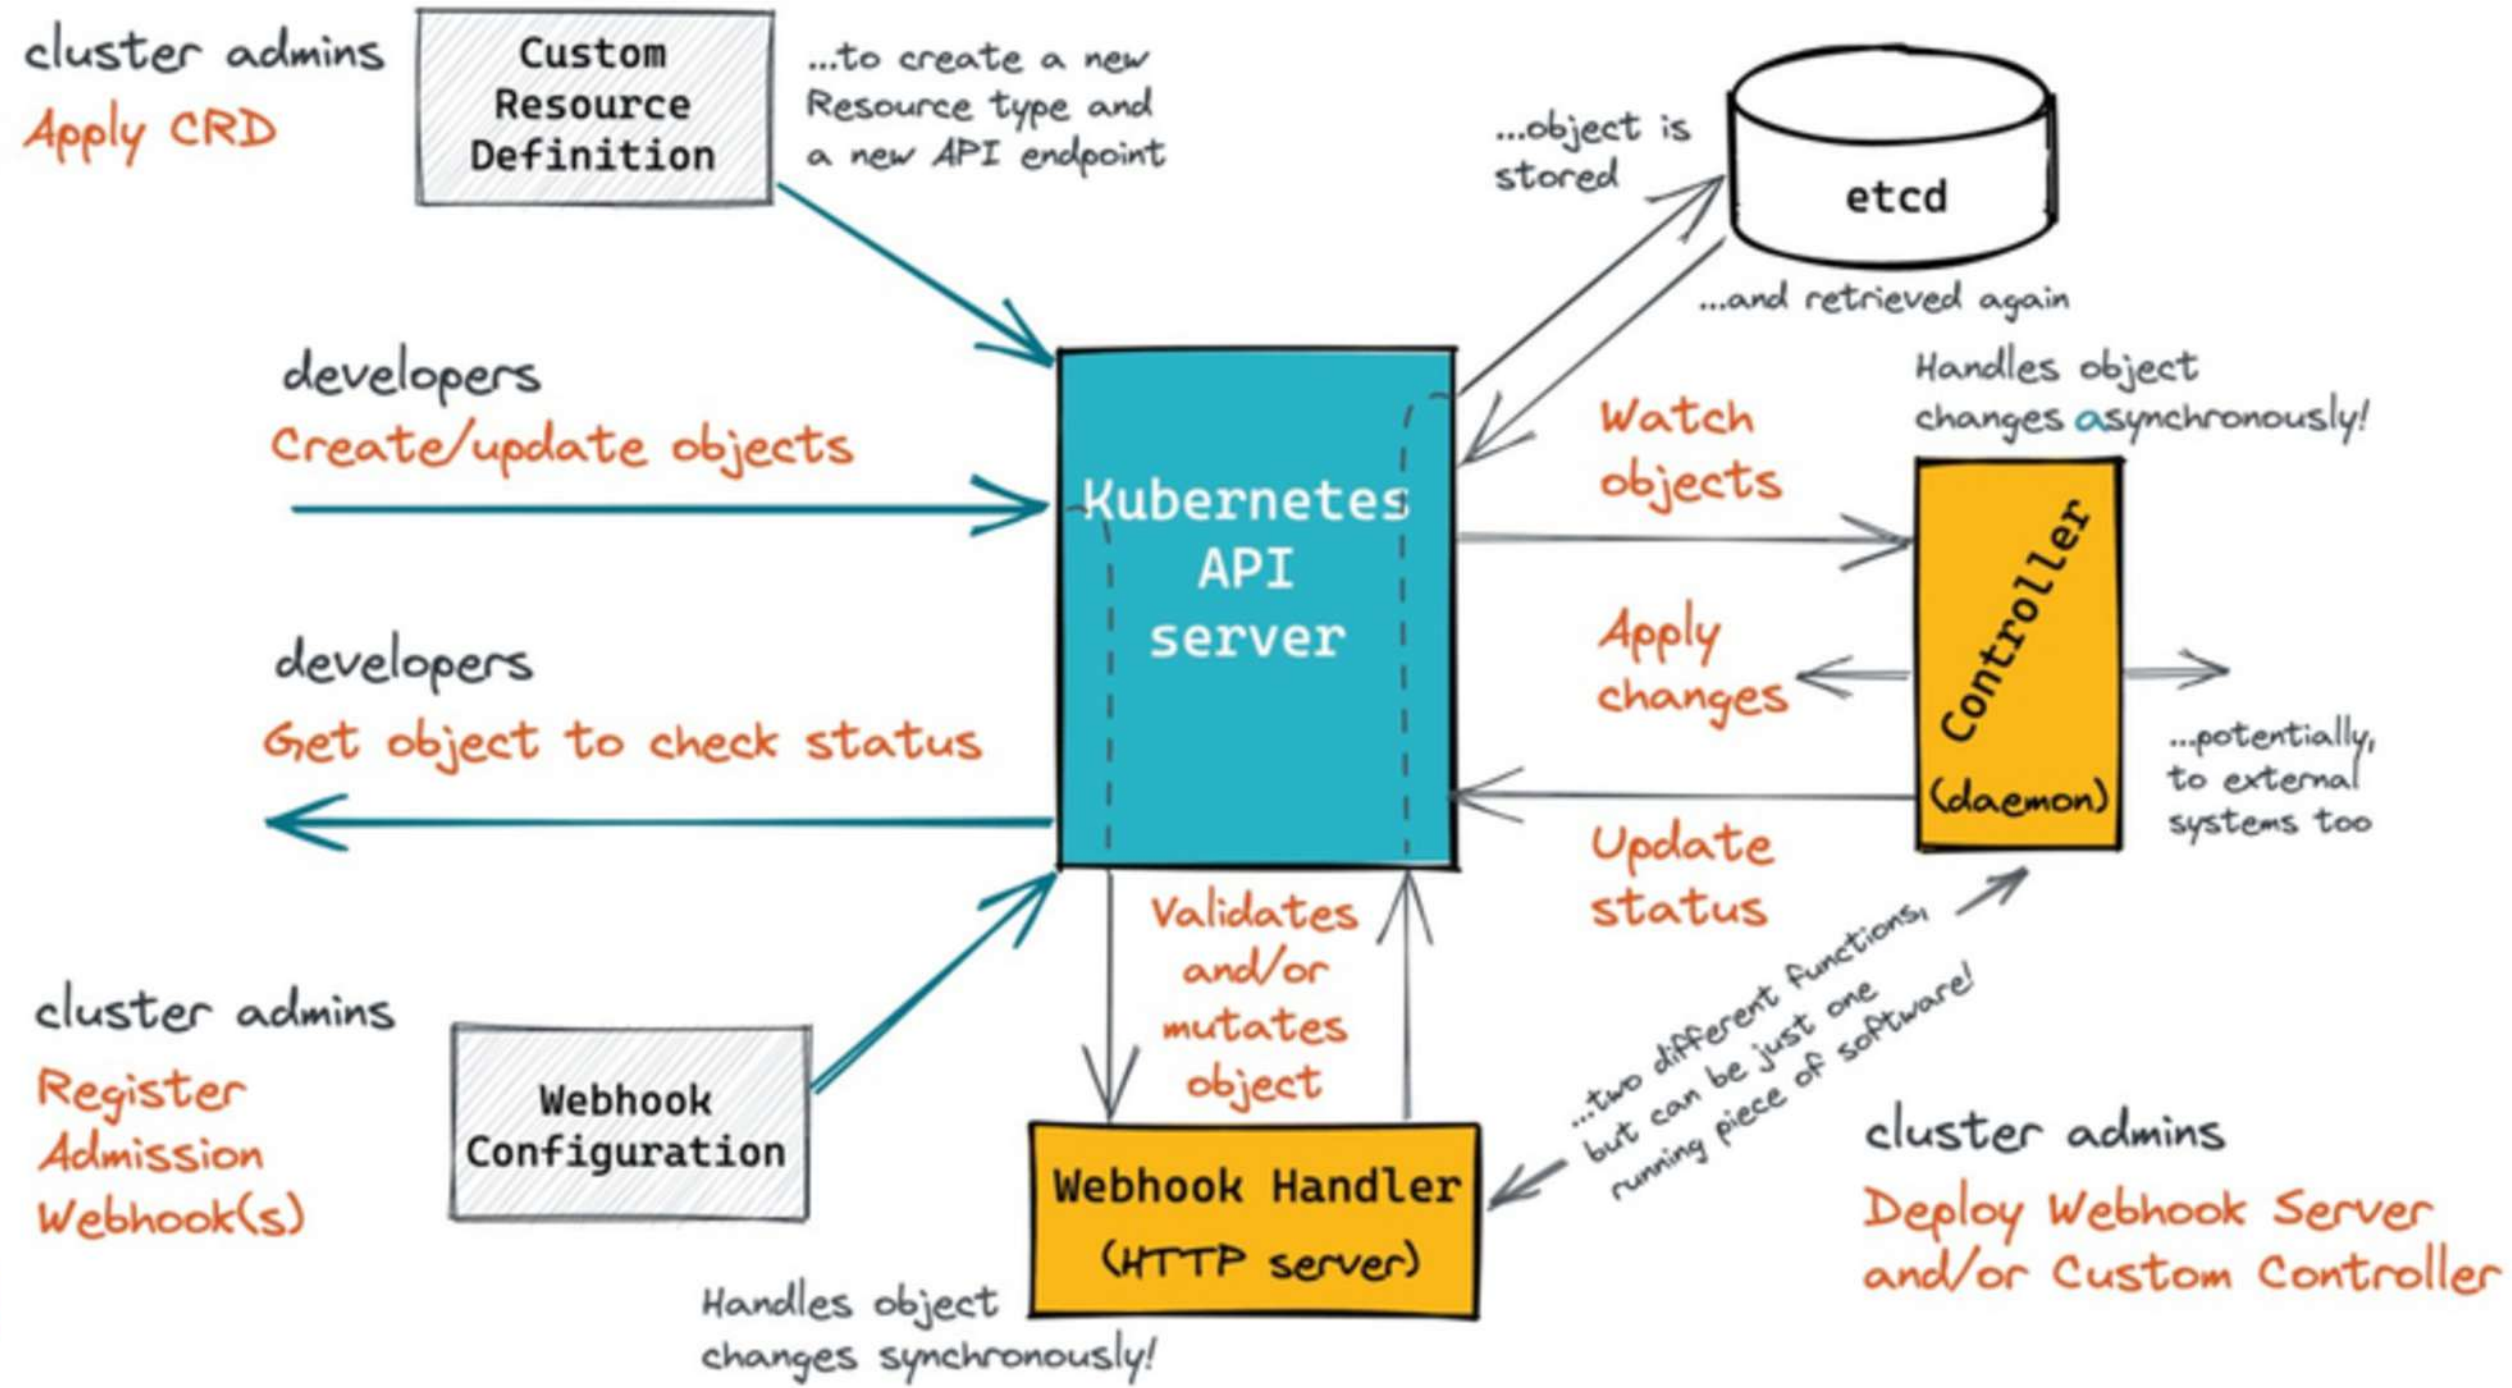 cluster admins
Apply CRD
Custom
Resource
Definition
...to create a new
Resource type and
a new API endpoint
...object is
stored
etcd
...and retrieved again
developers
Create/update objects
Kubernetes
API
server
Watch
objects
Handles object
changes asynchronously!
Controller
(daemon)
Apply
changes
...potentially,
to external
systems too
developers
Get object to check status
Update
status
Validates
and/or
mutates
object
...two different functions,
but can be just one
running piece of software!
cluster admins
Register
Admission
Webhook(s)
Webhook
Configuration
Webhook Handler
(HTTP server)
Handles object
changes synchronously!
cluster admins
Deploy Webhook Server
and/or Custom Controller